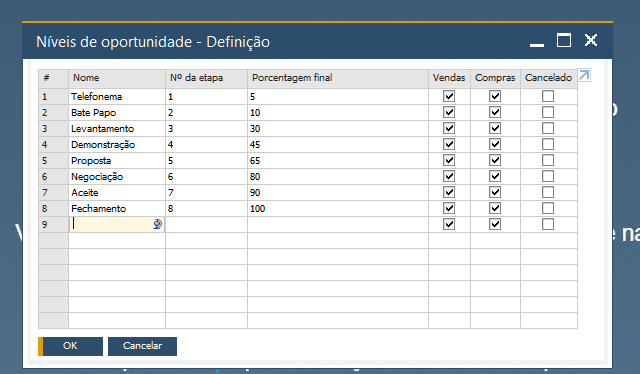 Níveis de oportunidade - Definição
# Nome Nº da etapa Porcentagem final Vendas Compras Cancelado
1 Telefonema 1 5
2 Bate Papo 2 10
3 Levantamento 3 30
4 Demonstração 4 45
5 Proposta 5 65
6 Negociação 6 80
7 Aceite 7 90
8 Fechamento 8 100
9
OK Cancelar